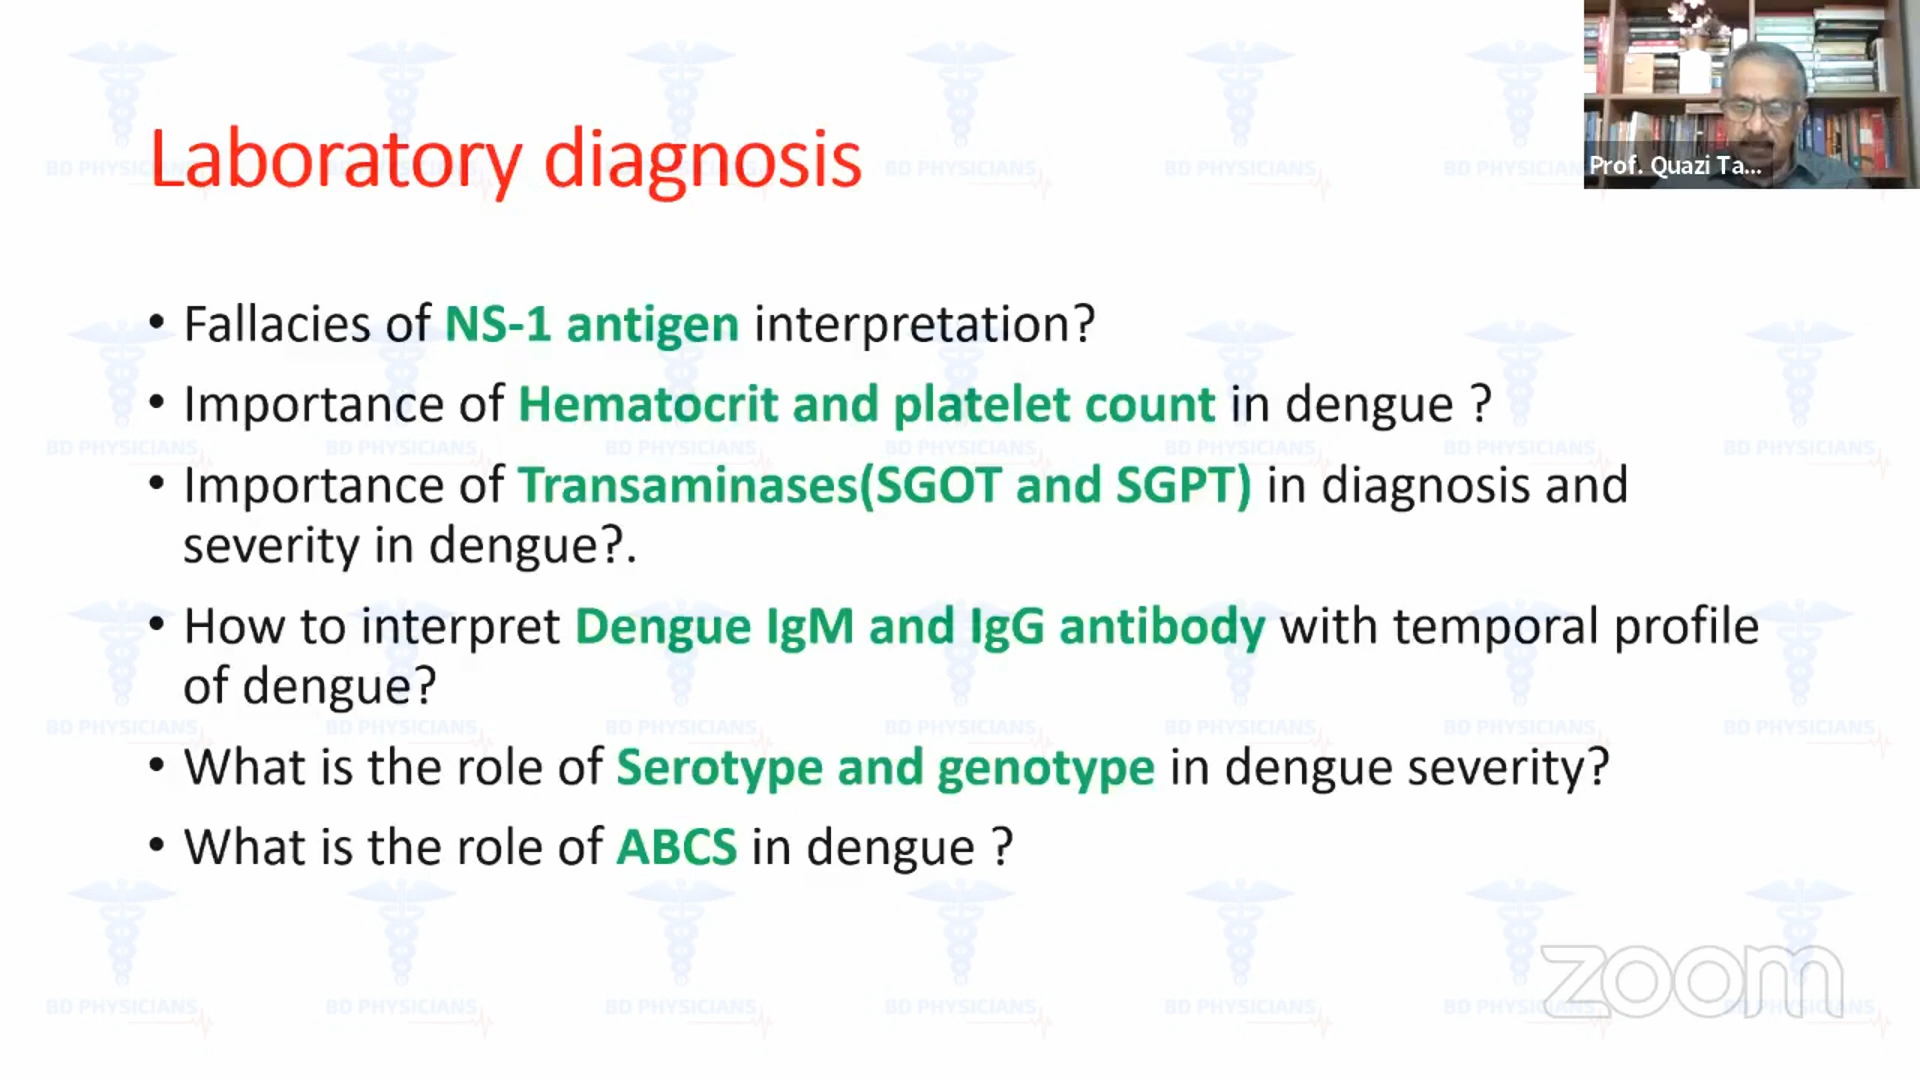 Laboratory diagnosis
Prof. Quazi Ta...
• Fallacies of NS-1 antigen interpretation?
• Importance of Hematocrit and platelet count in dengue ?
• Importance of Transaminases(SGOT and SGPT) in diagnosis and
severity in dengue?.
• How to interpret Dengue IgM and IgG antibody with temporal profile
of dengue?
• What is the role of Serotype and genotype in dengue severity?
• What is the role of ABCS in dengue ?
zoom
BD PHYSICIANS